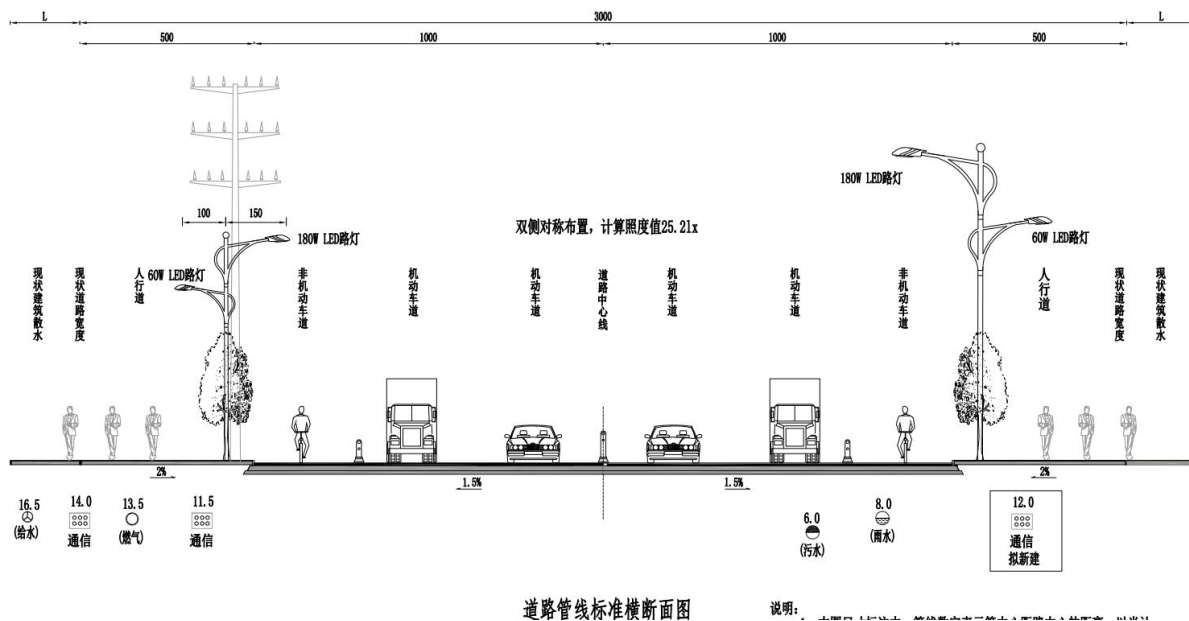 L 3000 L
500 1000 1000 500
180W LED路灯
100 150
双侧对称布置，计算照度值25.2lx
180W LED路灯
60W LED路灯
60W LED路灯
现状建筑散水
现状道路宽度
人行道
非机动车道
机动车道
机动车道
道路中心线
机动车道
机动车道
非机动车道
人行道
现状道路宽度
现状建筑散水
2% 1.5% 1.5% 2%
16.5
(给水)
14.0
通信
13.5
(燃气)
11.5
通信
6.0
(污水)
8.0
(雨水)
12.0
通信
拟新建
道路管线标准横断面图
说明：